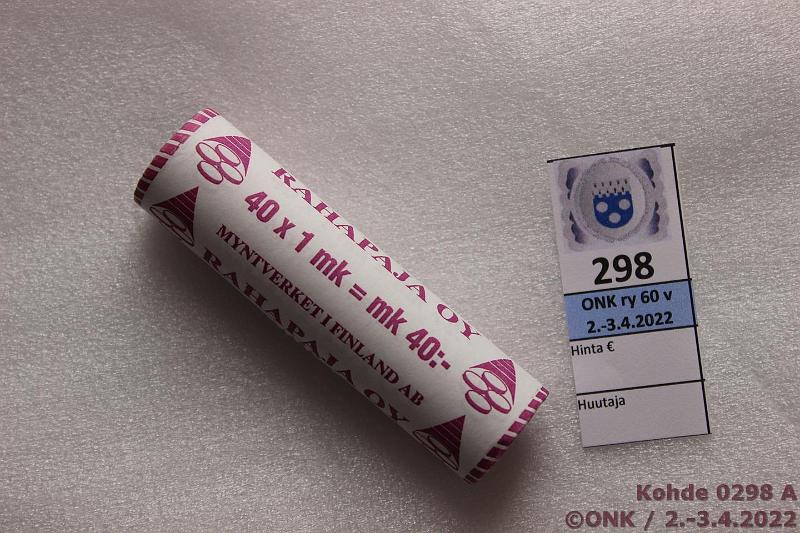 RAHAPAJA OY
40 x 1 mk = mk 40:-
MYNTVERKET I FINLAND AB
RAHAPAJA OY
298
ONK ry 60 v
2.-3.4.2022
Hinta €
Huutaja
Kohde 0298 A
©ONK / 2.-3.4.2022